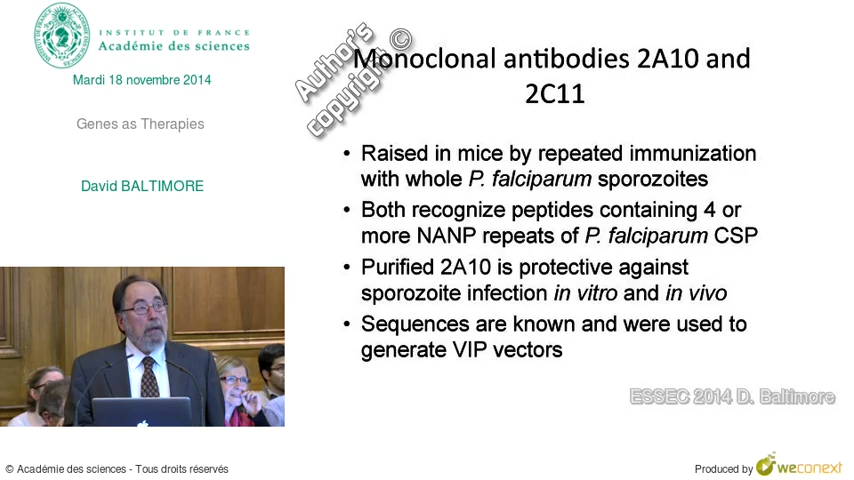 INSTITUT DE FRANCE
Académie des sciences
Mardi 18 novembre 2014
Genes as Therapies
David BALTIMORE
Author's
copyright ©
Monoclonal antibodies 2A10 and
2C11
• Raised in mice by repeated immunization
with whole P. falciparum sporozoites
• Both recognize peptides containing 4 or
more NANP repeats of P. falciparum CSP
• Purified 2A10 is protective against
sporozoite infection in vitro and in vivo
• Sequences are known and were used to
generate VIP vectors
ESSEC 2014 D. Baltimore
© Académie des sciences - Tous droits réservés
Produced by weconext